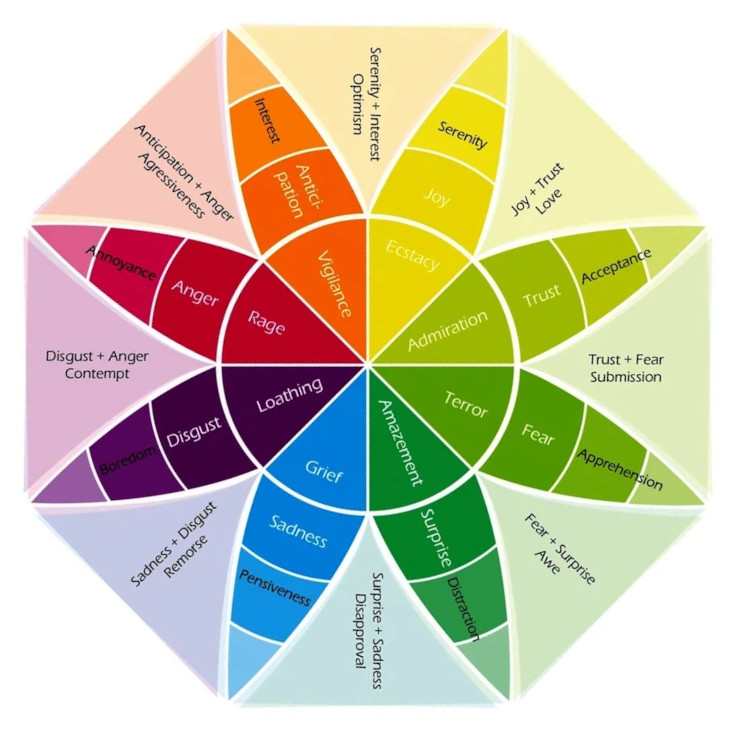 Serenity + Interest
Optimism
Joy + Trust
Love
Trust + Fear
Submission
Fear + Surprise
Awe
Surprise + Sadness
Disapproval
Sadness + Disgust
Remorse
Disgust + Anger
Contempt
Anticipation + Anger
Agressiveness
Interest
Antici-
pation
Vigilance
Serenity
Joy
Ecstacy
Acceptance
Trust
Admiration
Apprehension
Fear
Terror
Distraction
Surprise
Amazement
Pensiveness
Sadness
Grief
Boredom
Disgust
Loathing
Annoyance
Anger
Rage